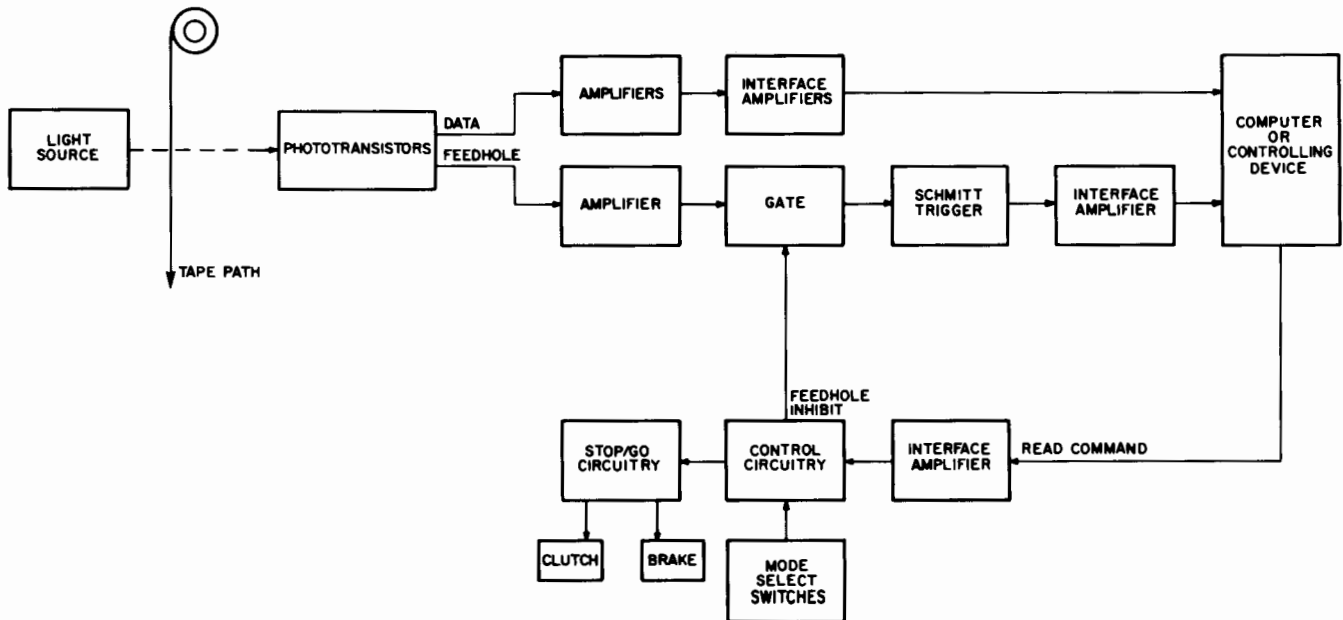 LIGHT
SOURCE
TAPE PATH
PHOTOTRANSISTORS
DATA
FEEDHOLE
AMPLIFIERS
INTERFACE
AMPLIFIERS
COMPUTER
OR
CONTROLLING
DEVICE
AMPLIFIER
GATE
SCHMITT
TRIGGER
INTERFACE
AMPLIFIER
FEEDHOLE
INHIBIT
STOP/GO
CIRCUITRY
CONTROL
CIRCUITRY
INTERFACE
AMPLIFIER
READ COMMAND
CLUTCH
BRAKE
MODE
SELECT
SWITCHES